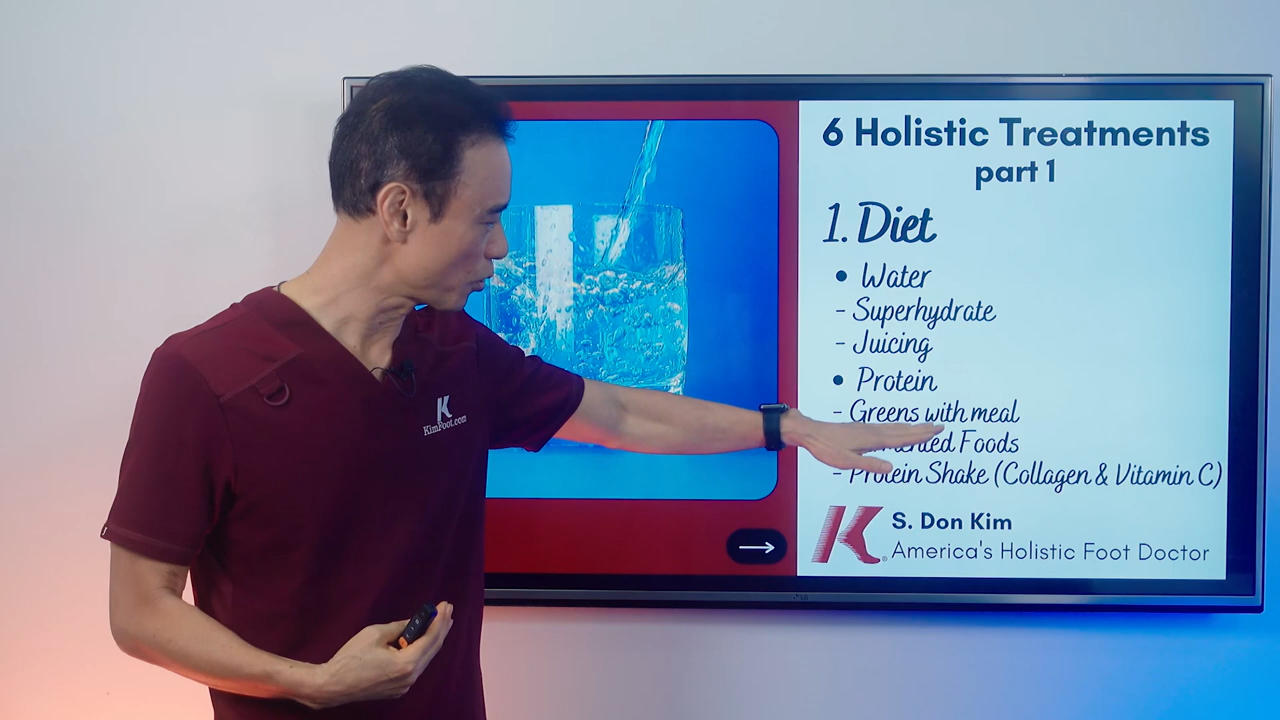 K
KimFoot.com
6 Holistic Treatments
part 1
1. Diet
• Water
- Superhydrate
- Juicing
• Protein
- Greens with meal
Foods
- Protein Shake (Collagen & Vitamin C)
K®
S. Don Kim
America's Holistic Foot Doctor
LG